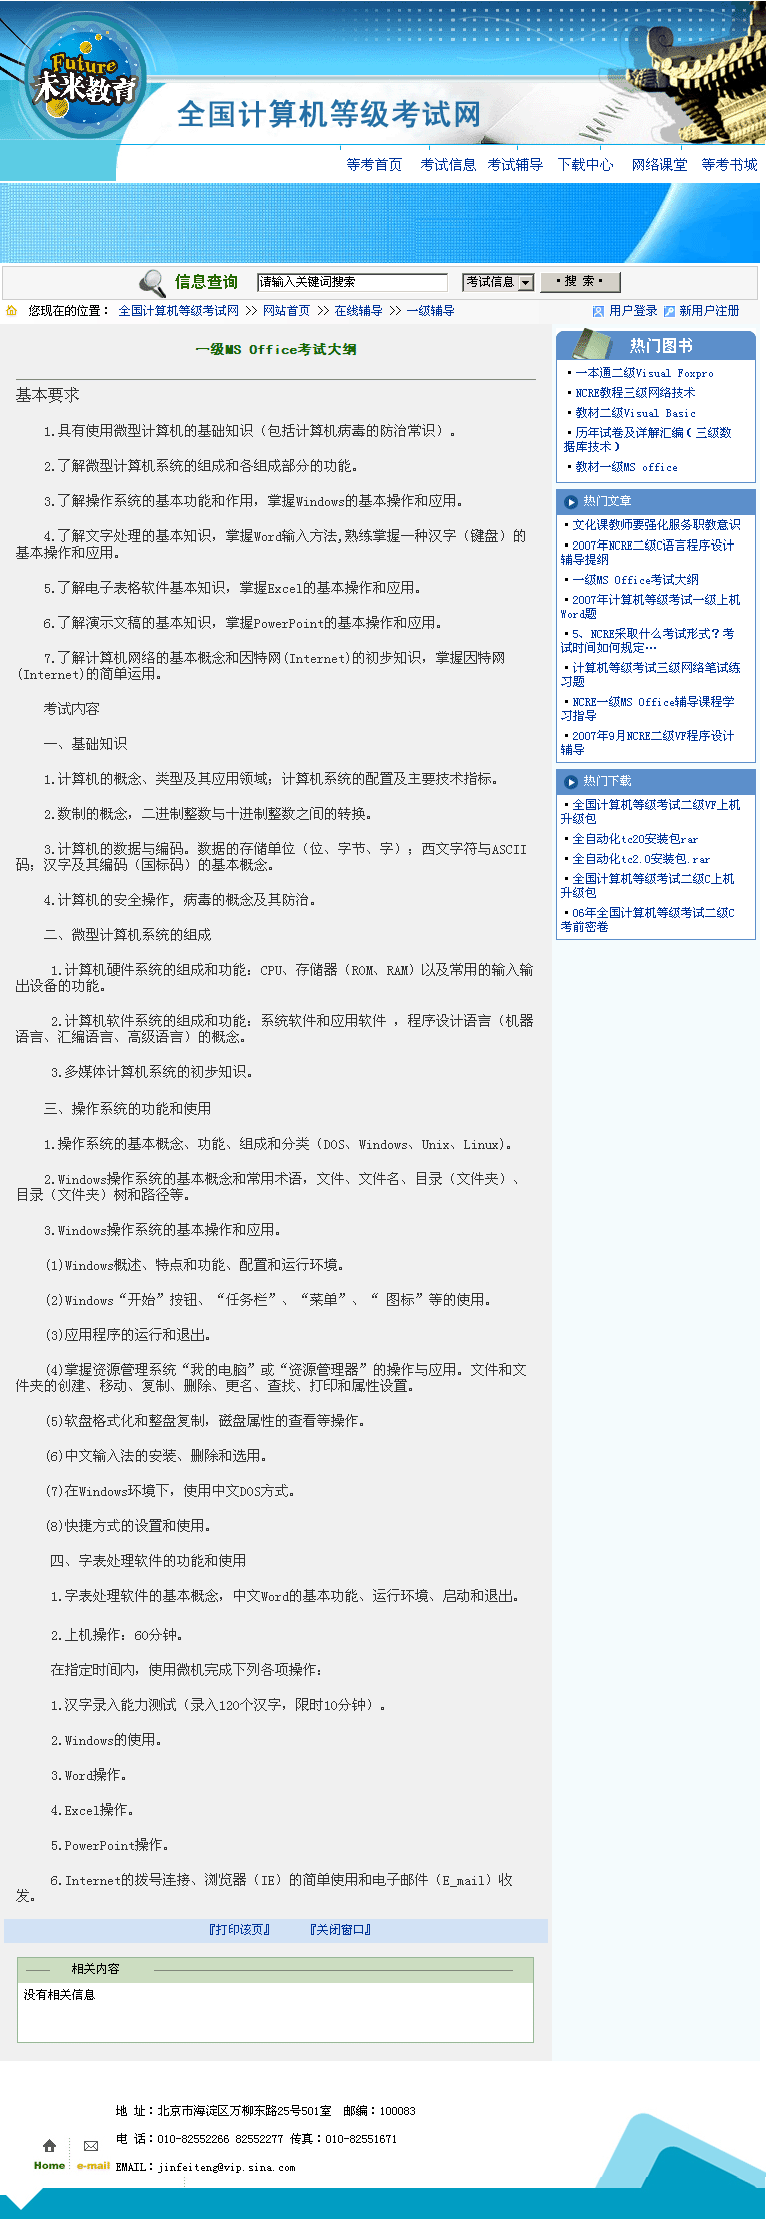 Future
未来教育
全国计算机等级考试网
等考首页 考试信息 考试辅导 下载中心 网络课堂 等考书城
信息查询 请输入关键词搜索 考试信息 ·搜 索·
您现在的位置： 全国计算机等级考试网 >> 网站首页 >> 在线辅导 >> 一级辅导 用户登录 新用户注册
一级MS Office考试大纲
基本要求
1.具有使用微型计算机的基础知识（包括计算机病毒的防治常识）。
2.了解微型计算机系统的组成和各组成部分的功能。
3.了解操作系统的基本功能和作用，掌握Windows的基本操作和应用。
4.了解文字处理的基本知识，掌握Word输入方法,熟练掌握一种汉字（键盘）的
基本操作和应用。
5.了解电子表格软件基本知识，掌握Excel的基本操作和应用。
6.了解演示文稿的基本知识，掌握PowerPoint的基本操作和应用。
7.了解计算机网络的基本概念和因特网(Internet)的初步知识，掌握因特网
(Internet)的简单运用。
考试内容
一、基础知识
1.计算机的概念、类型及其应用领域；计算机系统的配置及主要技术指标。
2.数制的概念，二进制整数与十进制整数之间的转换。
3.计算机的数据与编码。数据的存储单位（位、字节、字）；西文字符与ASCII
码；汉字及其编码（国标码）的基本概念。
4.计算机的安全操作, 病毒的概念及其防治。
二、微型计算机系统的组成
1.计算机硬件系统的组成和功能：CPU、存储器（ROM、RAM）以及常用的输入输
出设备的功能。
2.计算机软件系统的组成和功能：系统软件和应用软件 ，程序设计语言（机器
语言、汇编语言、高级语言）的概念。
3.多媒体计算机系统的初步知识。
三、操作系统的功能和使用
1.操作系统的基本概念、功能、组成和分类（DOS、Windows、Unix、Linux)。
2.Windows操作系统的基本概念和常用术语，文件、文件名、目录（文件夹）、
目录（文件夹）树和路径等。
3.Windows操作系统的基本操作和应用。
(1)Windows概述、特点和功能、配置和运行环境。
(2)Windows“开始”按钮、“任务栏”、“菜单”、“ 图标”等的使用。
(3)应用程序的运行和退出。
(4)掌握资源管理系统“我的电脑”或“资源管理器”的操作与应用。文件和文
件夹的创建、移动、复制、删除、更名、查找、打印和属性设置。
(5)软盘格式化和整盘复制，磁盘属性的查看等操作。
(6)中文输入法的安装、删除和选用。
(7)在Windows环境下，使用中文DOS方式。
(8)快捷方式的设置和使用。
四、字表处理软件的功能和使用
1.字表处理软件的基本概念，中文Word的基本功能、运行环境、启动和退出。
2.上机操作：60分钟。
在指定时间内，使用微机完成下列各项操作：
1.汉字录入能力测试（录入120个汉字，限时10分钟）。
2.Windows的使用。
3.Word操作。
4.Excel操作。
5.PowerPoint操作。
6.Internet的拨号连接、浏览器（IE）的简单使用和电子邮件（E_mail）收
发。
『打印该页』 『关闭窗口』
相关内容
没有相关信息
热门图书
·一本通二级Visual Foxpro
·NCRE教程三级网络技术
·教材二级Visual Basic
·历年试卷及详解汇编（三级数
据库技术）
·教材一级MS office
热门文章
·文化课教师要强化服务职教意识
·2007年NCRE二级C语言程序设计
辅导提纲
·一级MS Office考试大纲
·2007年计算机等级考试一级上机
Word题
·5、NCRE采取什么考试形式？考
试时间如何规定…
·计算机等级考试三级网络笔试练
习题
·NCRE一级MS Office辅导课程学
习指导
·2007年9月NCRE二级VF程序设计
辅导
热门下载
·全国计算机等级考试二级VF上机
升级包
·全自动化tc20安装包rar
·全自动化tc2.0安装包.rar
·全国计算机等级考试二级C上机
升级包
·06年全国计算机等级考试二级C
考前密卷
地 址：北京市海淀区万柳东路25号501室 邮编：100083
电 话：010-82552266 82552277 传真：010-82551671
Home e-mail EMAIL：jinfeiteng@vip.sina.com